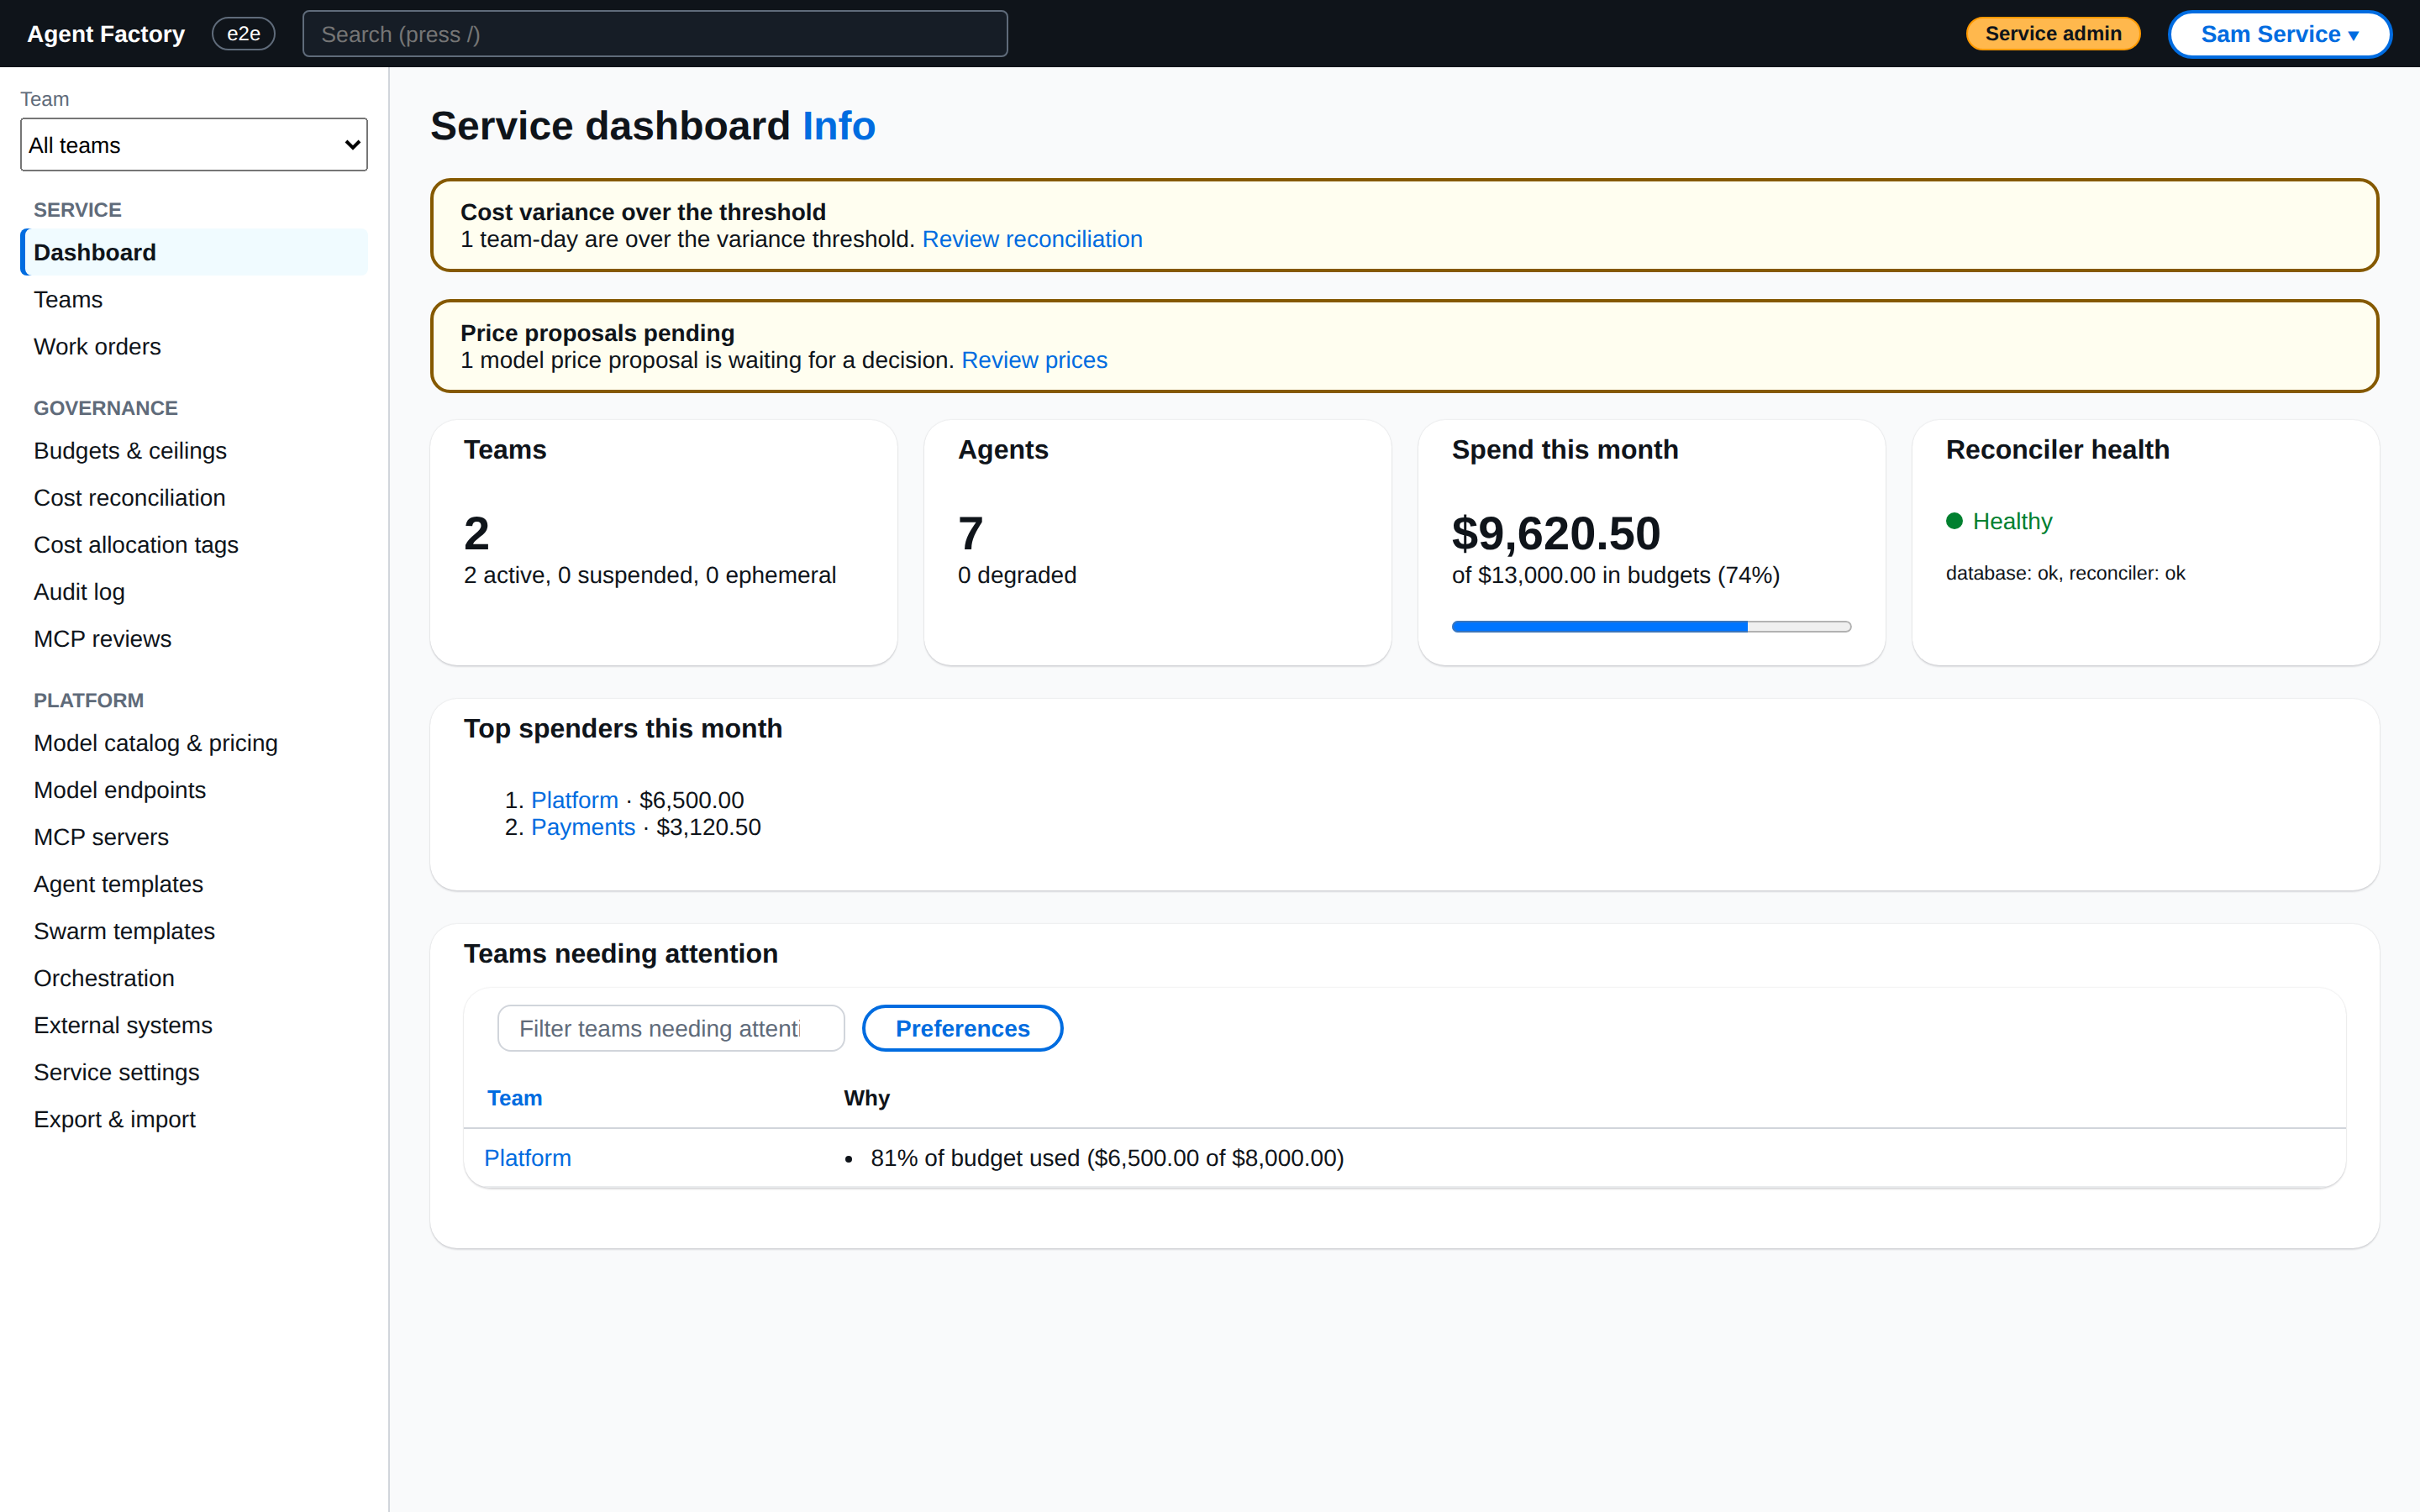 Agent Factory e2e Search (press /) Service admin Sam Service ▾
Team
All teams
SERVICE
Dashboard
Teams
Work orders
GOVERNANCE
Budgets & ceilings
Cost reconciliation
Cost allocation tags
Audit log
MCP reviews
PLATFORM
Model catalog & pricing
Model endpoints
MCP servers
Agent templates
Swarm templates
Orchestration
External systems
Service settings
Export & import
Service dashboard Info
Cost variance over the threshold
1 team-day are over the variance threshold. Review reconciliation
Price proposals pending
1 model price proposal is waiting for a decision. Review prices
Teams
2
2 active, 0 suspended, 0 ephemeral
Agents
7
0 degraded
Spend this month
$9,620.50
of $13,000.00 in budgets (74%)
Reconciler health
Healthy
database: ok, reconciler: ok
Top spenders this month
1. Platform · $6,500.00
2. Payments · $3,120.50
Teams needing attention
Filter teams needing attenti Preferences
Team Why
Platform • 81% of budget used ($6,500.00 of $8,000.00)